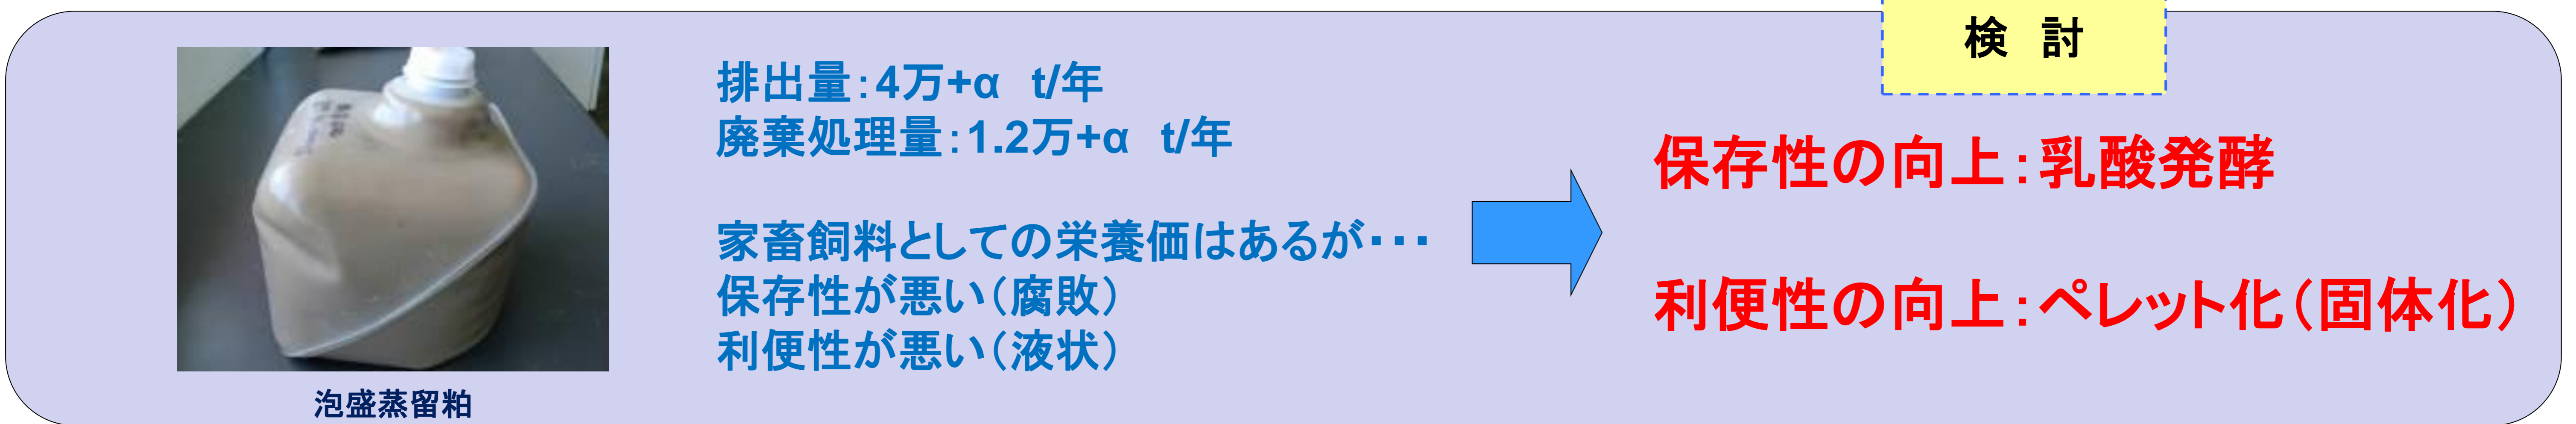 検 討
排出量：4万+α t/年
廃棄処理量：1.2万+α t/年
家畜飼料としての栄養価はあるが・・・
保存性が悪い（腐敗）
利便性が悪い（液状）
泡盛蒸留粕
保存性の向上：乳酸発酵
利便性の向上：ペレット化（固体化）